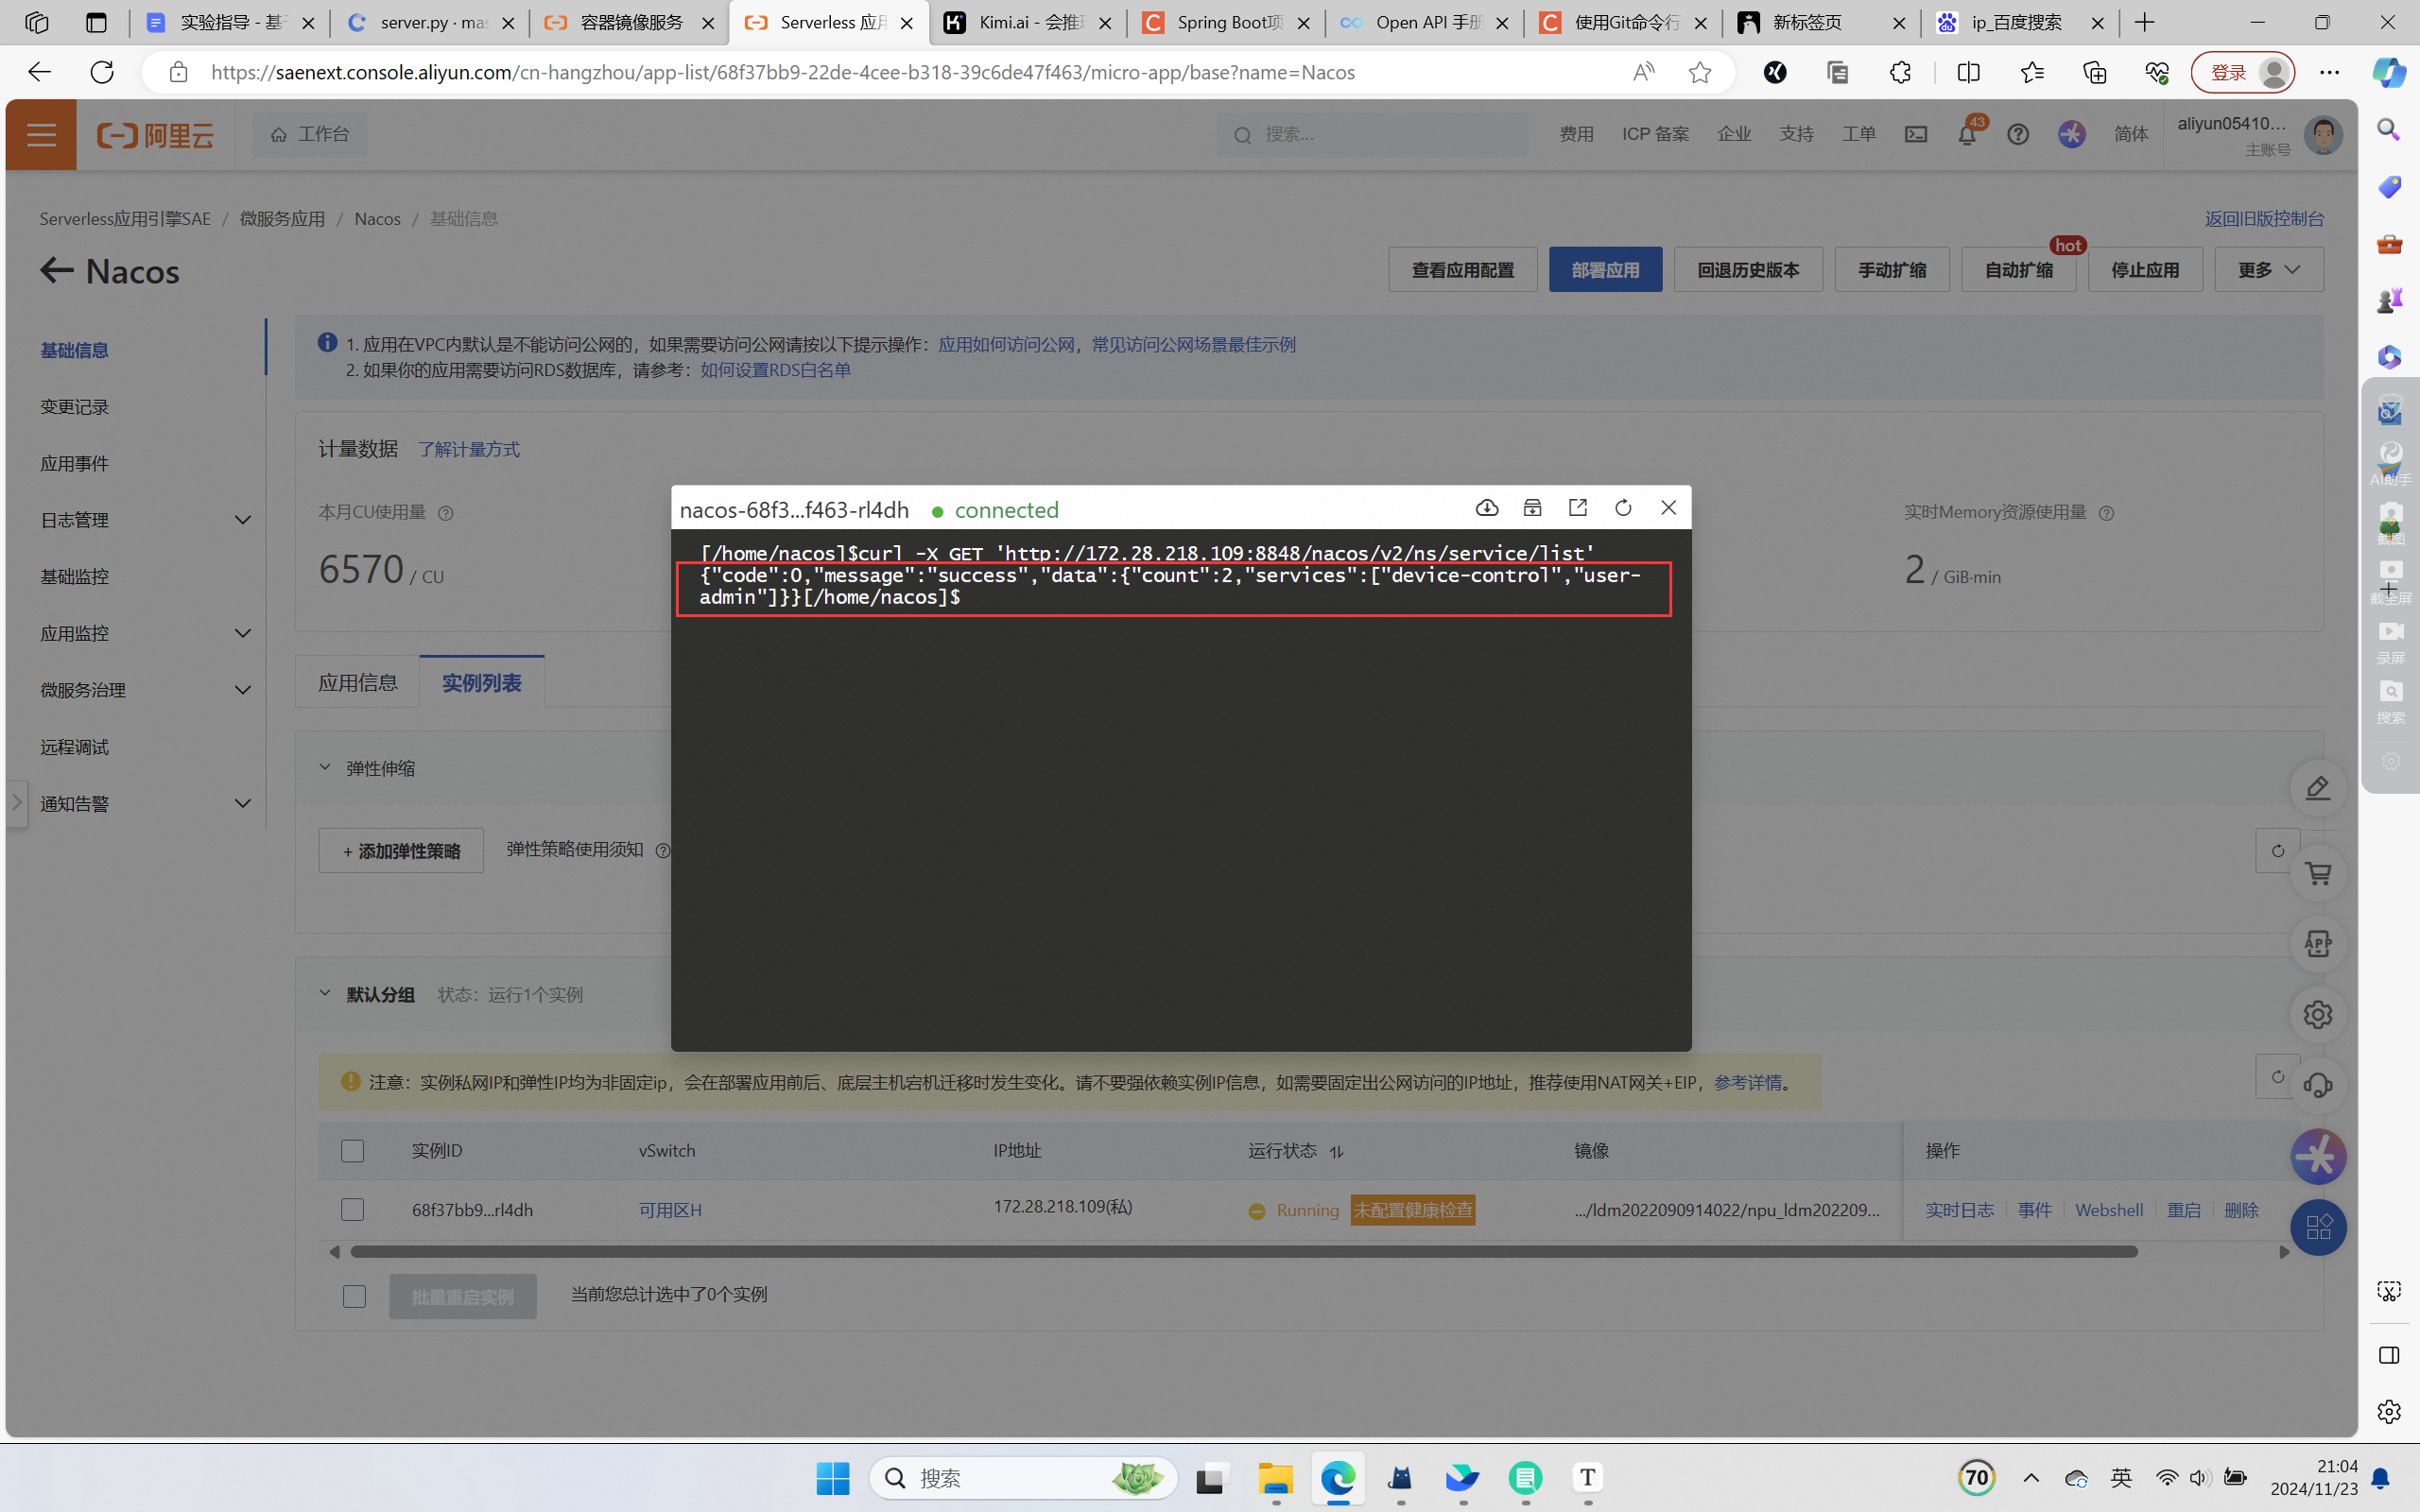 实验指导 - 基于
server.py · mas
容器镜像服务
Serverless 应用
Kimi.ai - 会推理
Spring Boot项
Open API 手册
使用Git命令行
新标签页
ip_百度搜索
https://saenext.console.aliyun.com/cn-hangzhou/app-list/68f37bb9-22de-4cee-b318-39c6de47f463/micro-app/base?name=Nacos
登录
阿里云
工作台
搜索...
费用
ICP 备案
企业
支持
工单
43
简体
aliyun05410...
主账号
Serverless应用引擎SAE / 微服务应用 / Nacos / 基础信息
返回旧版控制台
Nacos
查看应用配置
部署应用
回退历史版本
手动扩缩
自动扩缩
hot
停止应用
更多
基础信息
变更记录
应用事件
日志管理
基础监控
应用监控
微服务治理
远程调试
通知告警
1. 应用在VPC内默认是不能访问公网的，如果需要访问公网请按以下提示操作：应用如何访问公网，常见访问公网场景最佳示例
2. 如果你的应用需要访问RDS数据库，请参考：如何设置RDS白名单
计量数据 了解计量方式
本月CU使用量
6570 / CU
实时Memory资源使用量
2 / GiB·min
nacos-68f3...f463-rl4dh connected
[/home/nacos]$curl -X GET 'http://172.28.218.109:8848/nacos/v2/ns/service/list'
{"code":0,"message":"success","data":{"count":2,"services":["device-control","user-
admin"]}}[/home/nacos]$
应用信息
实例列表
弹性伸缩
+ 添加弹性策略
弹性策略使用须知
默认分组 状态：运行1个实例
注意：实例私网IP和弹性IP均为非固定ip，会在部署应用前后、底层主机宕机迁移时发生变化。请不要强依赖实例IP信息，如需要固定出公网访问的IP地址，推荐使用NAT网关+EIP，参考详情。
实例ID vSwitch IP地址 运行状态 镜像 操作
68f37bb9...rl4dh 可用区H 172.28.218.109(私) Running 未配置健康检查 .../ldm2022090914022/npu_ldm202209... 实时日志 事件 Webshell 重启 删除
批量重启实例
当前您总计选中了0个实例
AI助手
截图
截全屏
录屏
搜索
APP
搜索
70
英
21:04
2024/11/23